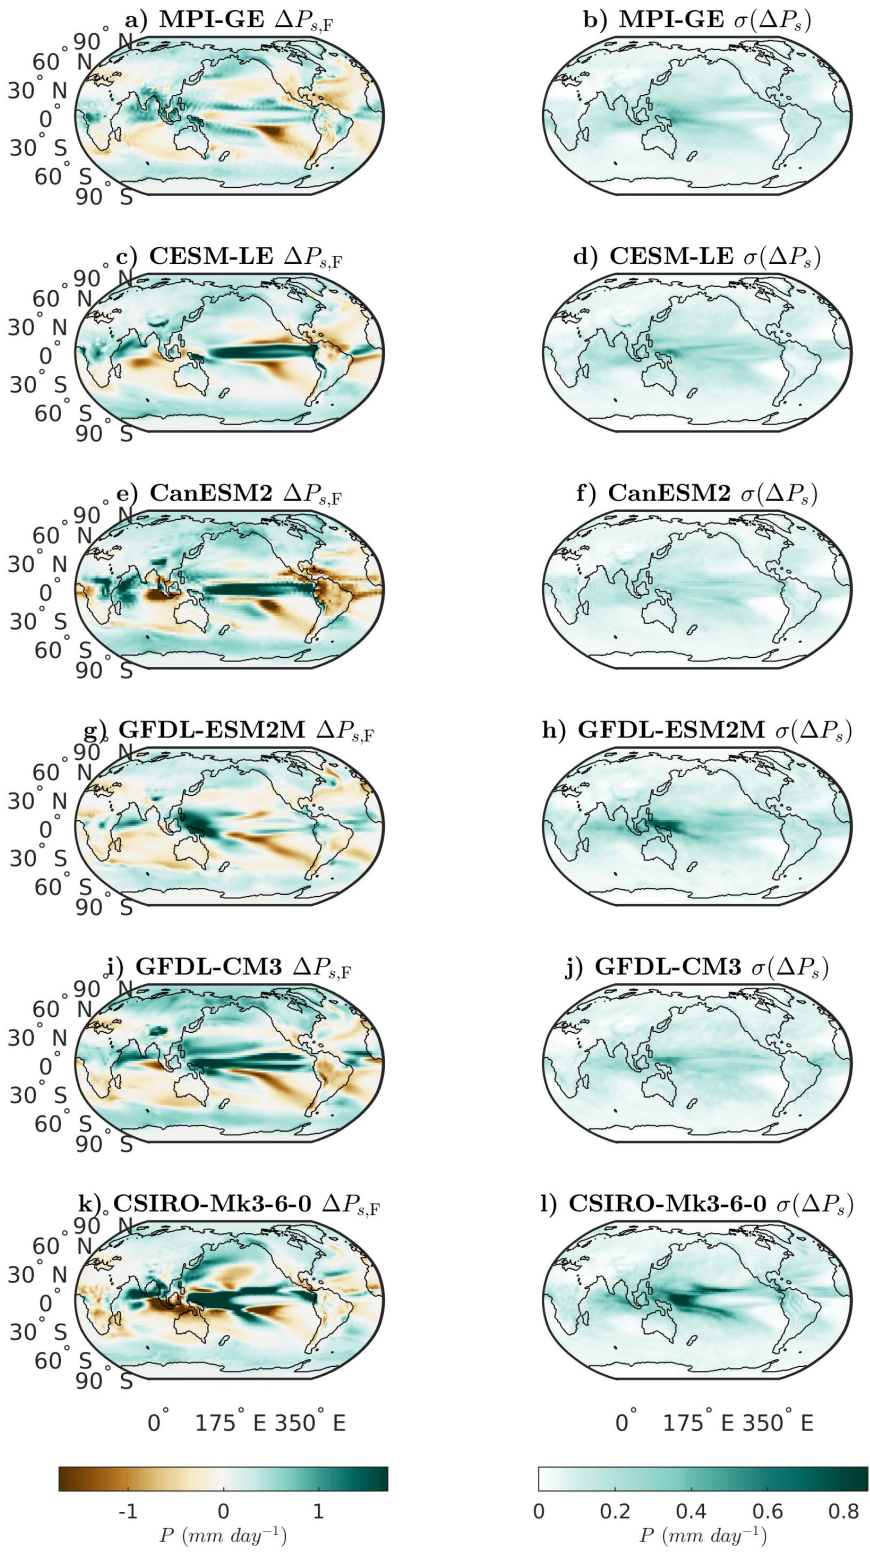 a) MPI-GE ΔP_{s,F}
b) MPI-GE σ(ΔP_s)
90° N
60° N
30° N
0°
30° S
60° S
90° S
c) CESM-LE ΔP_{s,F}
d) CESM-LE σ(ΔP_s)
90° N
60° N
30° N
0°
30° S
60° S
90° S
e) CanESM2 ΔP_{s,F}
f) CanESM2 σ(ΔP_s)
90° N
60° N
30° N
0°
30° S
60° S
90° S
g) GFDL-ESM2M ΔP_{s,F}
h) GFDL-ESM2M σ(ΔP_s)
90° N
60° N
30° N
0°
30° S
60° S
90° S
i) GFDL-CM3 ΔP_{s,F}
j) GFDL-CM3 σ(ΔP_s)
90° N
60° N
30° N
0°
30° S
60° S
90° S
k) CSIRO-Mk3-6-0 ΔP_{s,F}
l) CSIRO-Mk3-6-0 σ(ΔP_s)
90° N
60° N
30° N
0°
30° S
60° S
90° S
0° 175° E 350° E
0° 175° E 350° E
-1 0 1
P (mm day⁻¹)
0 0.2 0.4 0.6 0.8
P (mm day⁻¹)